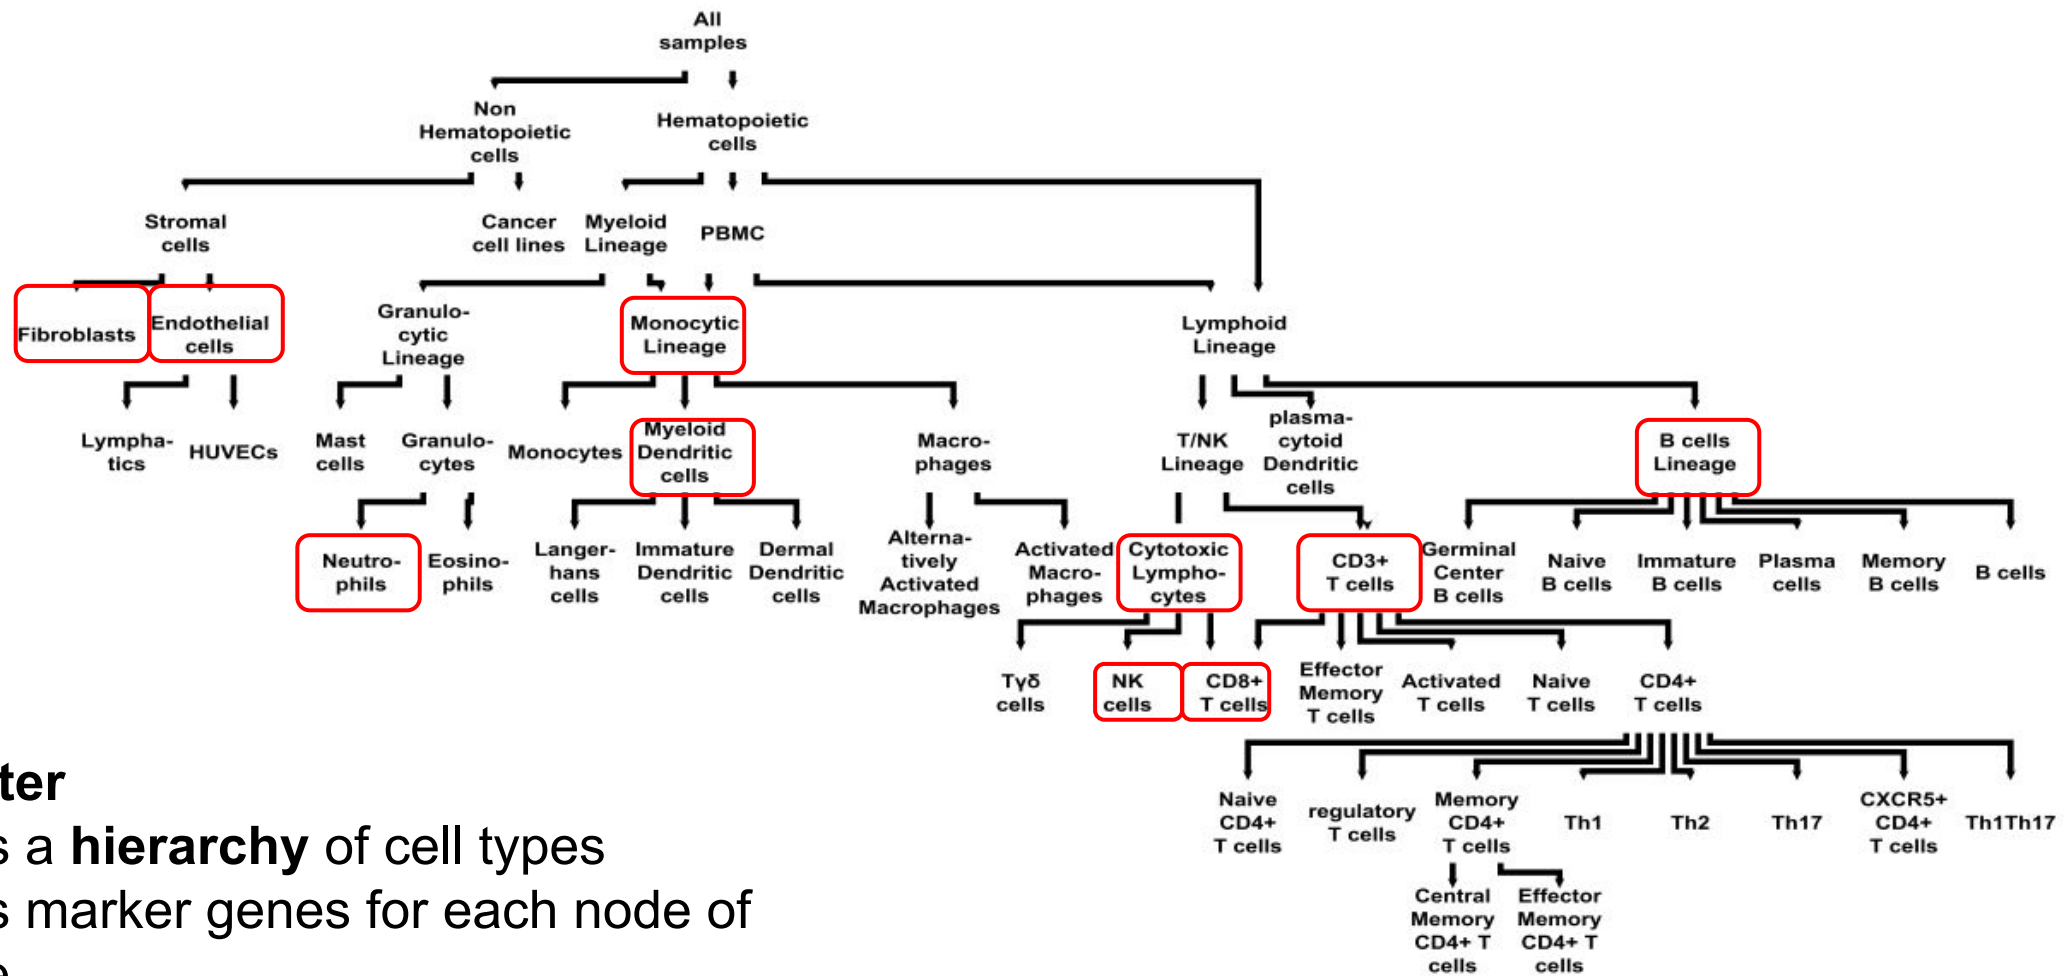 All
samples
Non
Hematopoietic
cells
Hematopoietic
cells
Stromal
cells
Cancer
cell lines
Myeloid
Lineage
PBMC
Fibroblasts
Endothelial
cells
Granulo-
cytic
Lineage
Monocytic
Lineage
Lymphoid
Lineage
Lympha-
tics
HUVECs
Mast
cells
Granulo-
cytes
Monocytes
Myeloid
Dendritic
cells
Macro-
phages
T/NK
Lineage
plasma-
cytoid
Dendritic
cells
B cells
Lineage
Neutro-
phils
Eosino-
phils
Langer-
hans
cells
Immature
Dendritic
cells
Dermal
Dendritic
cells
Alterna-
tively
Activated
Macrophages
Activated
Macro-
phages
Cytotoxic
Lympho-
cytes
CD3+
T cells
Germinal
Center
B cells
Naive
B cells
Immature
B cells
Plasma
cells
Memory
B cells
B cells
Tγδ
cells
NK
cells
CD8+
T cells
Effector
Memory
T cells
Activated
T cells
Naive
T cells
CD4+
T cells
Naive
CD4+
T cells
regulatory
T cells
Memory
CD4+
T cells
Th1
Th2
Th17
CXCR5+
CD4+
T cells
Th1Th17
Central
Memory
CD4+ T
cells
Effector
Memory
CD4+ T
cells
ter
s a hierarchy of cell types
s marker genes for each node of